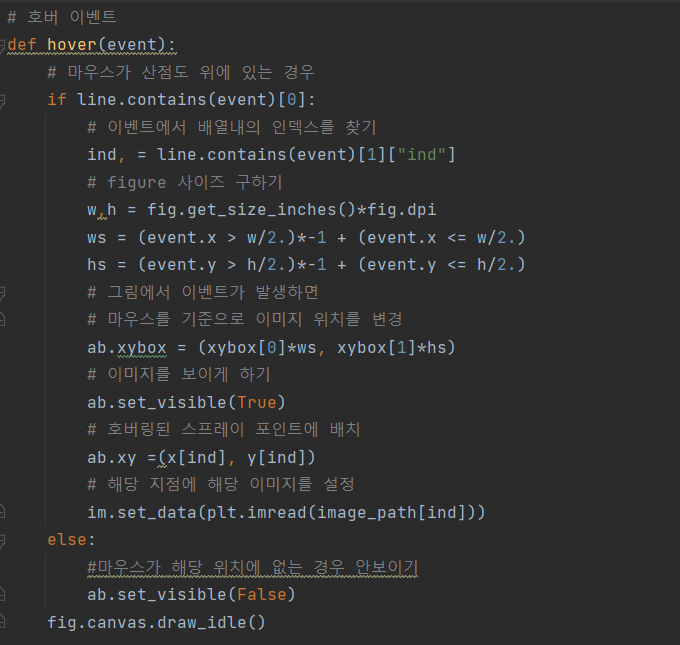 # 호버 이벤트
def hover(event):
    # 마우스가 산점도 위에 있는 경우
    if line.contains(event)[0]:
        # 이벤트에서 배열내의 인덱스를 찾기
        ind, = line.contains(event)[1]["ind"]
        # figure 사이즈 구하기
        w,h = fig.get_size_inches()*fig.dpi
        ws = (event.x > w/2.)*-1 + (event.x <= w/2.)
        hs = (event.y > h/2.)*-1 + (event.y <= h/2.)
        # 그림에서 이벤트가 발생하면
        # 마우스를 기준으로 이미지 위치를 변경
        ab.xybox = (xybox[0]*ws, xybox[1]*hs)
        # 이미지를 보이게 하기
        ab.set_visible(True)
        # 호버링된 스프레이 포인트에 배치
        ab.xy =(x[ind], y[ind])
        # 해당 지점에 해당 이미지를 설정
        im.set_data(plt.imread(image_path[ind]))
    else:
        #마우스가 해당 위치에 없는 경우 안보이기
        ab.set_visible(False)
    fig.canvas.draw_idle()